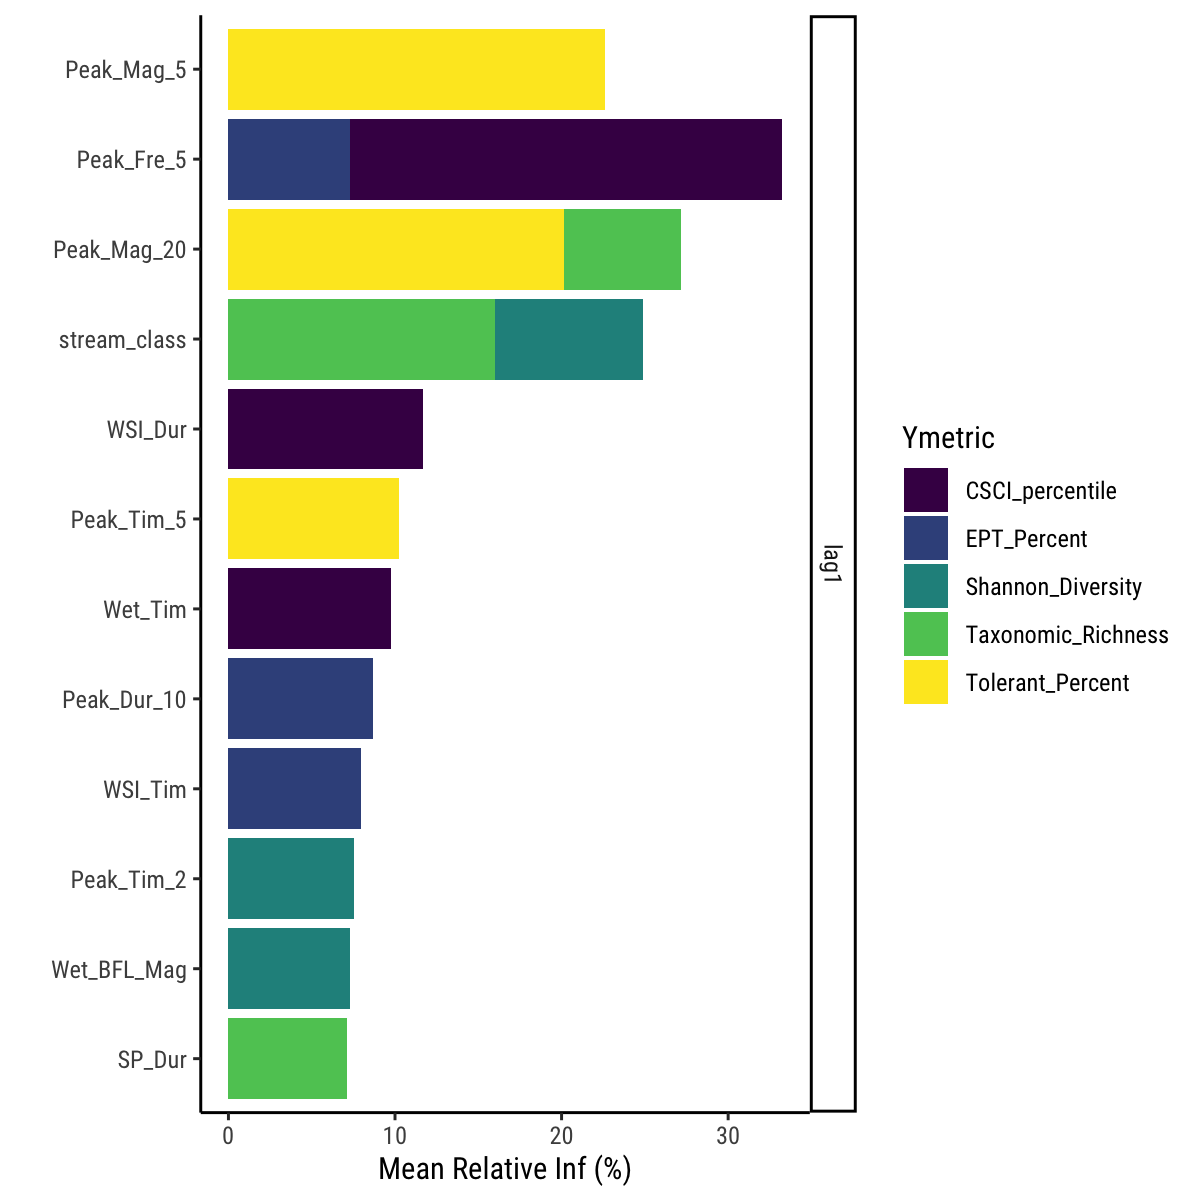 Peak_Mag_5
Peak_Fre_5
Peak_Mag_20
stream_class
WSI_Dur
Peak_Tim_5
Wet_Tim
Peak_Dur_10
WSI_Tim
Peak_Tim_2
Wet_BFL_Mag
SP_Dur
0 10 20 30
Mean Relative Inf (%)
lag1
Ymetric
CSCI_percentile
EPT_Percent
Shannon_Diversity
Taxonomic_Richness
Tolerant_Percent